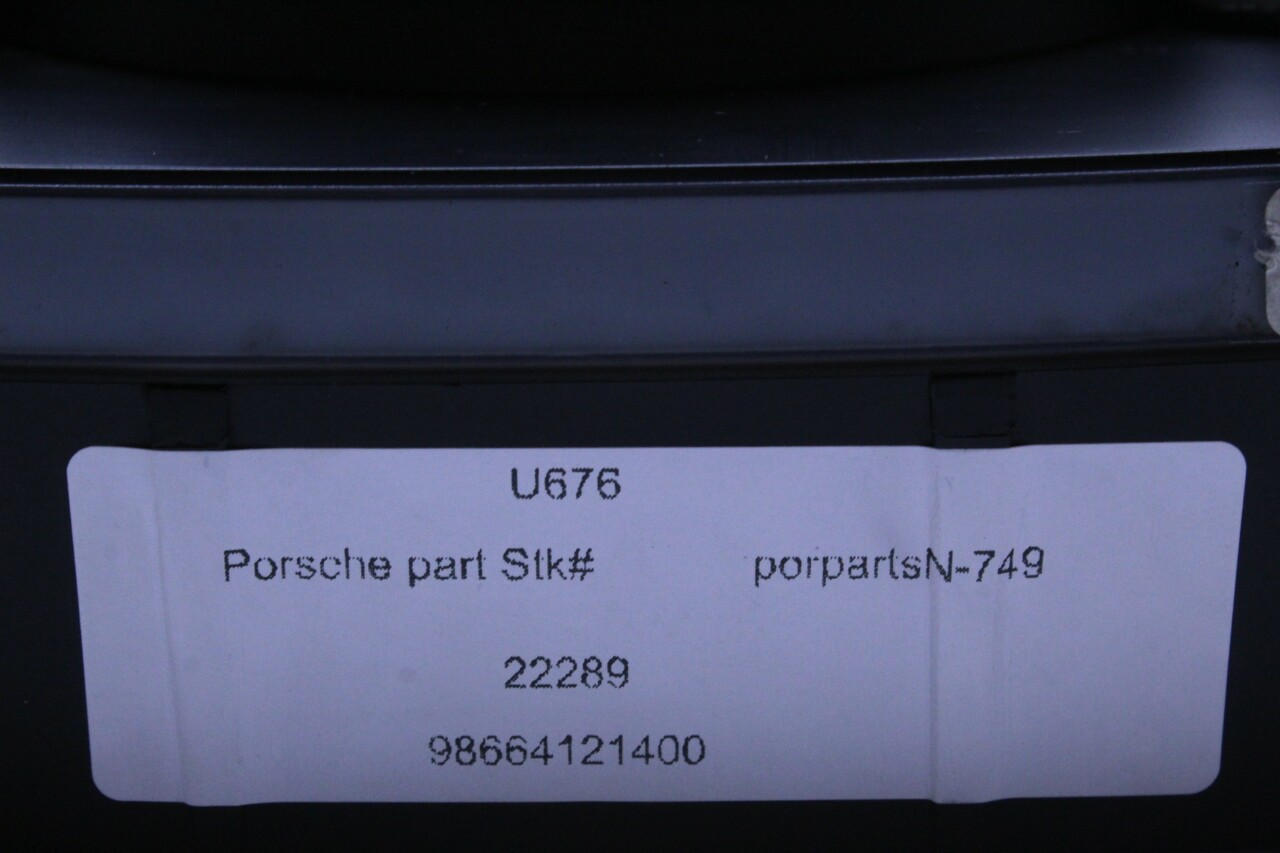 U676
Porsche part Stk# porpartsN-749
22289
98664121400